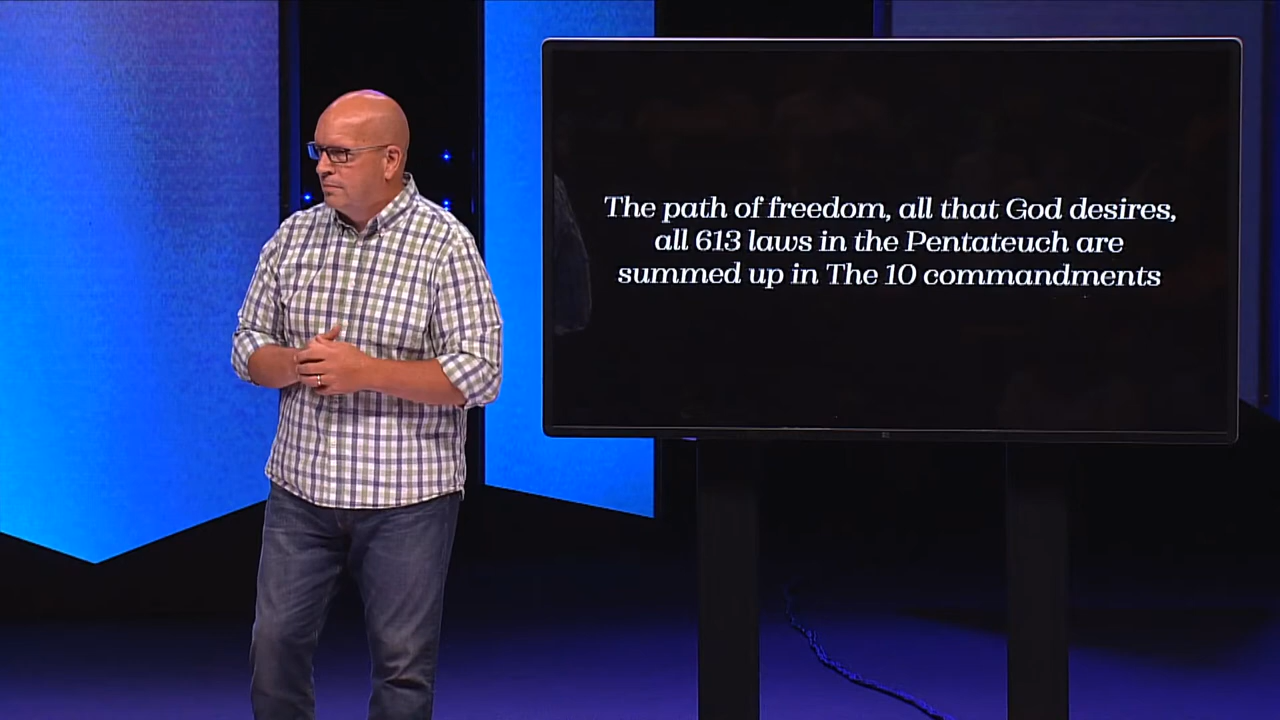 The path of freedom, all that God desires,
all 613 laws in the Pentateuch are
summed up in The 10 commandments